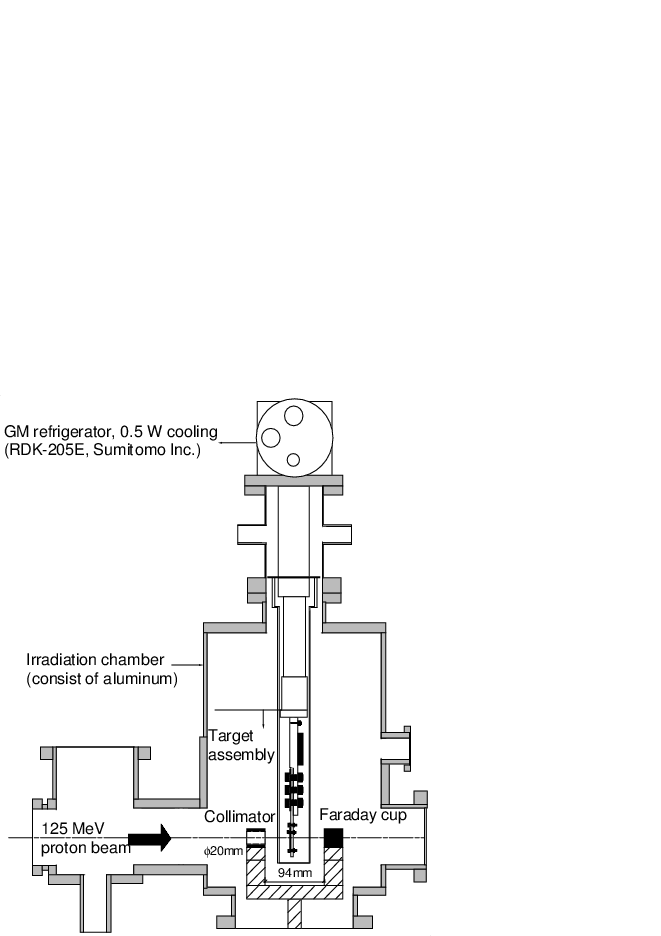 GM refrigerator, 0.5 W cooling
(RDK-205E, Sumitomo Inc.)
Irradiation chamber
(consist of aluminum)
Target
assembly
Collimator
Faraday cup
125 MeV
proton beam
ϕ20mm
94mm